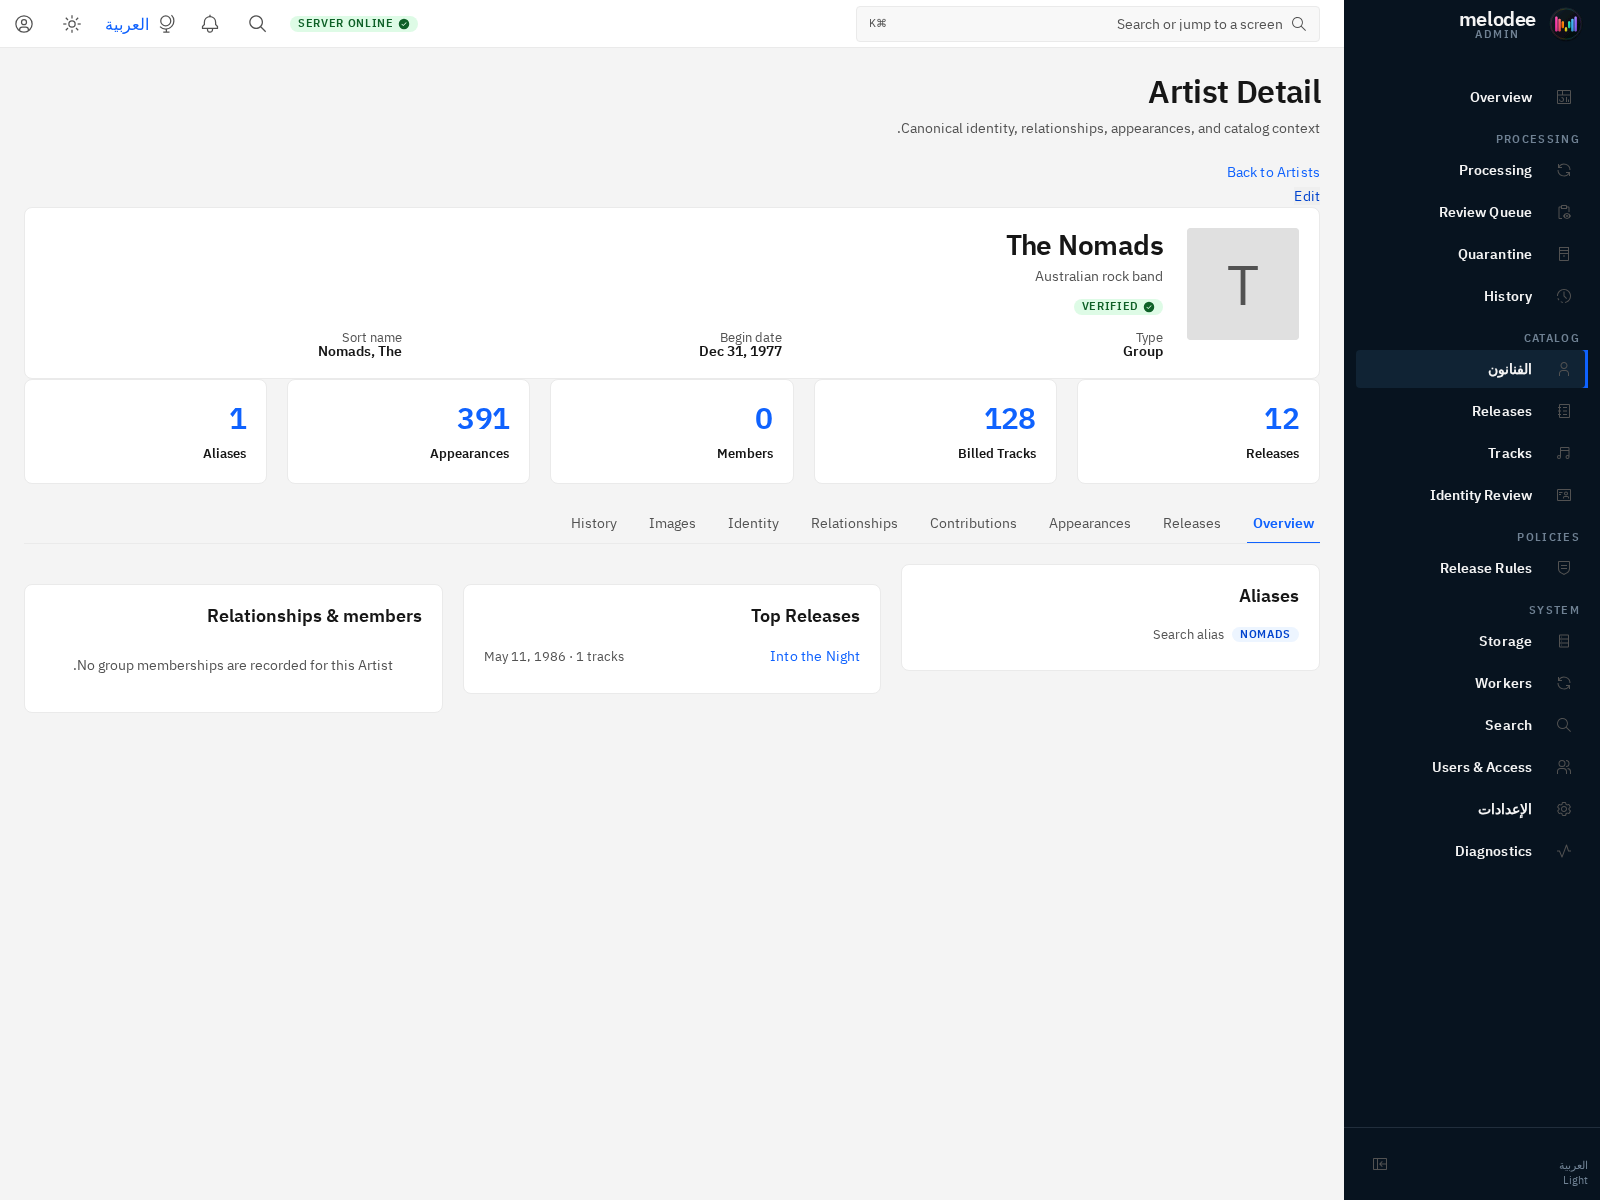 melodee
ADMIN
Overview
PROCESSING
Processing
Review Queue
Quarantine
History
CATALOG
الفنانون
Releases
Tracks
Identity Review
POLICIES
Release Rules
SYSTEM
Storage
Workers
Search
Users & Access
الإعدادات
Diagnostics
العربية
Light
Search or jump to a screen
K⌘
SERVER ONLINE
العربية
Artist Detail
.Canonical identity, relationships, appearances, and catalog context
Back to Artists
Edit
T
The Nomads
Australian rock band
VERIFIED
Type
Group
Begin date
Dec 31, 1977
Sort name
Nomads, The
12
Releases
128
Billed Tracks
0
Members
391
Appearances
1
Aliases
Overview
Releases
Appearances
Contributions
Relationships
Identity
Images
History
Aliases
NOMADS
Search alias
Top Releases
Into the Night
May 11, 1986 · 1 tracks
Relationships & members
.No group memberships are recorded for this Artist